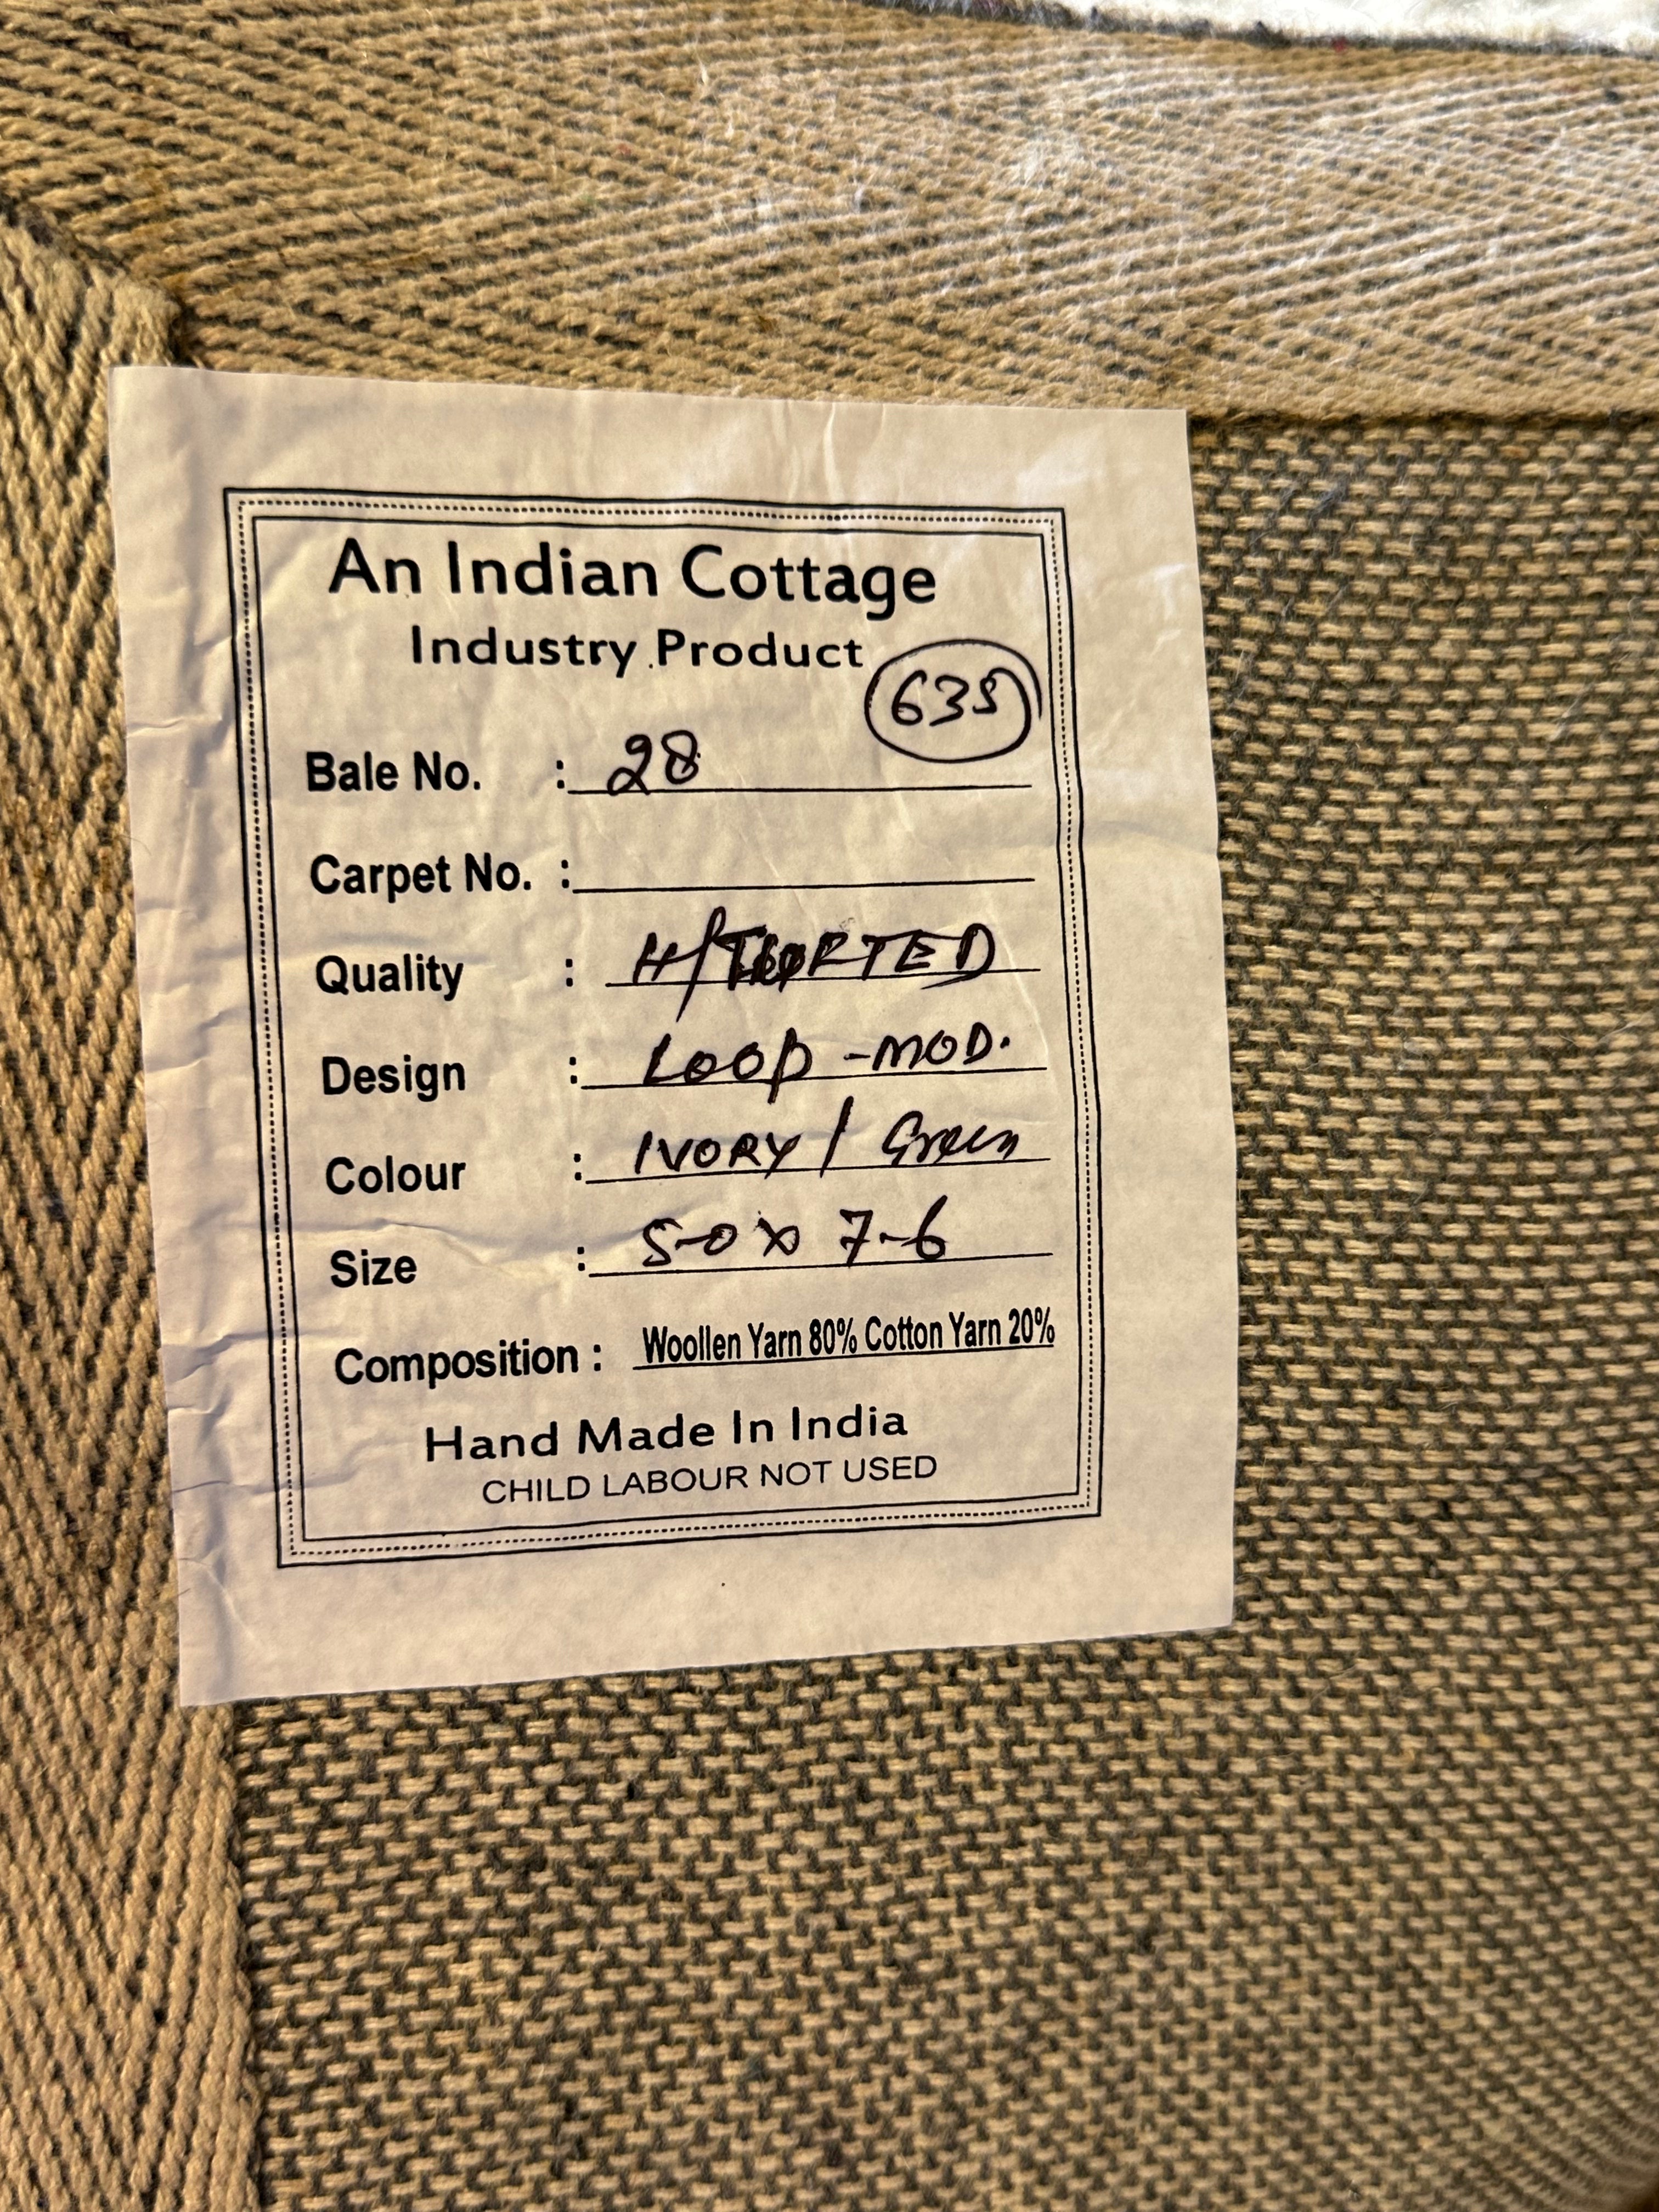 An Indian Cottage
Industry Product
635
Bale No. : 28
Carpet No. :
Quality :
Design : LOOP -MOD.
Colour : IVORY / Green
Size : 5-0 x 7-6
Composition : Woollen Yarn 80% Cotton Yarn 20%
Hand Made In India
CHILD LABOUR NOT USED